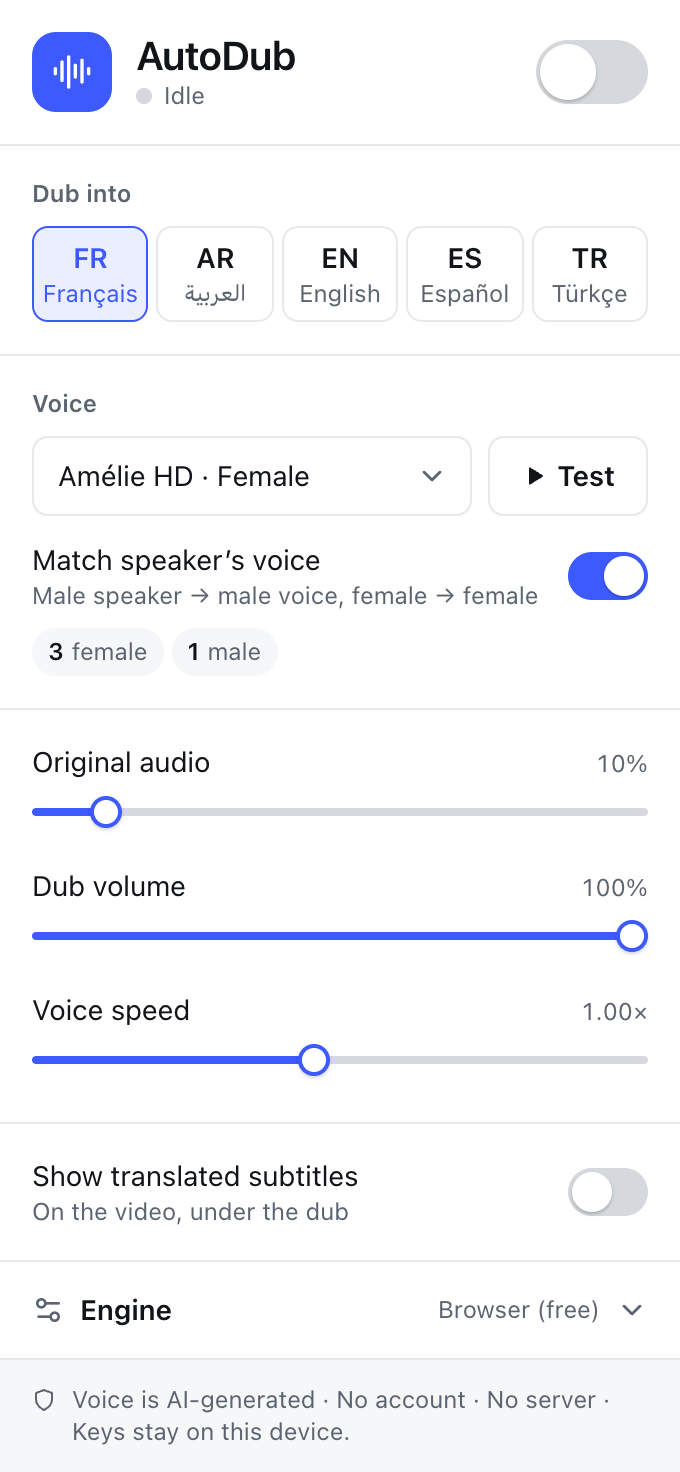 AutoDub
Idle
Dub into
FR
Français
AR
العربية
EN
English
ES
Español
TR
Türkçe
Voice
Amélie HD · Female
Test
Match speaker’s voice
Male speaker → male voice, female → female
3 female
1 male
Original audio
10%
Dub volume
100%
Voice speed
1.00×
Show translated subtitles
On the video, under the dub
Engine
Browser (free)
Voice is AI-generated · No account · No server ·
Keys stay on this device.